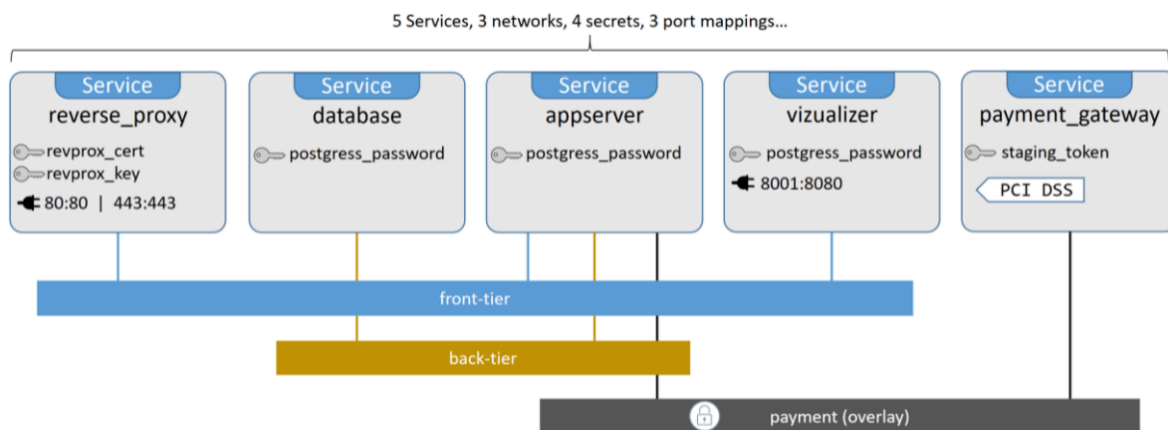 5 Services, 3 networks, 4 secrets, 3 port mappings...
Service
reverse_proxy
revprox_cert
revprox_key
80:80 | 443:443
Service
database
postgress_password
Service
appserver
postgress_password
Service
vizualizer
postgress_password
8001:8080
Service
payment_gateway
staging_token
PCI DSS
front-tier
back-tier
payment (overlay)